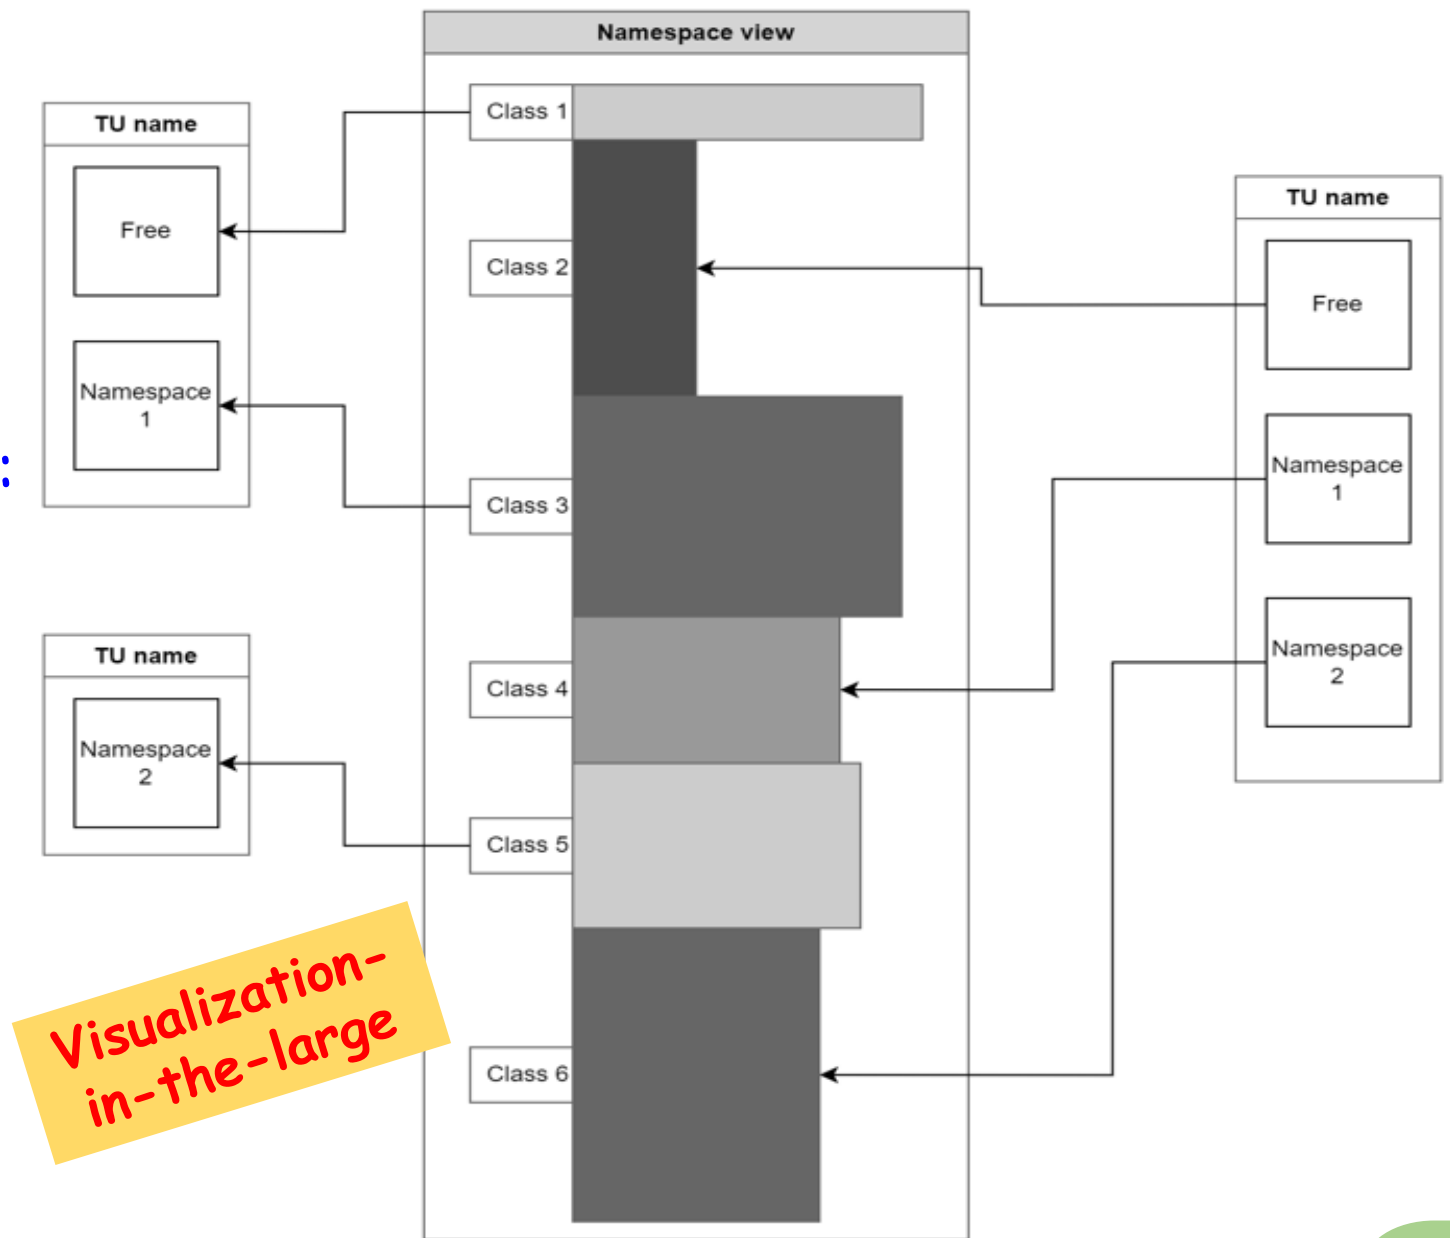 Namespace view
TU name
Free
Namespace
1
TU name
Namespace
2
Class 1
Class 2
Class 3
Class 4
Class 5
Class 6
TU name
Free
Namespace
1
Namespace
2
:
Visualization-
in-the-large